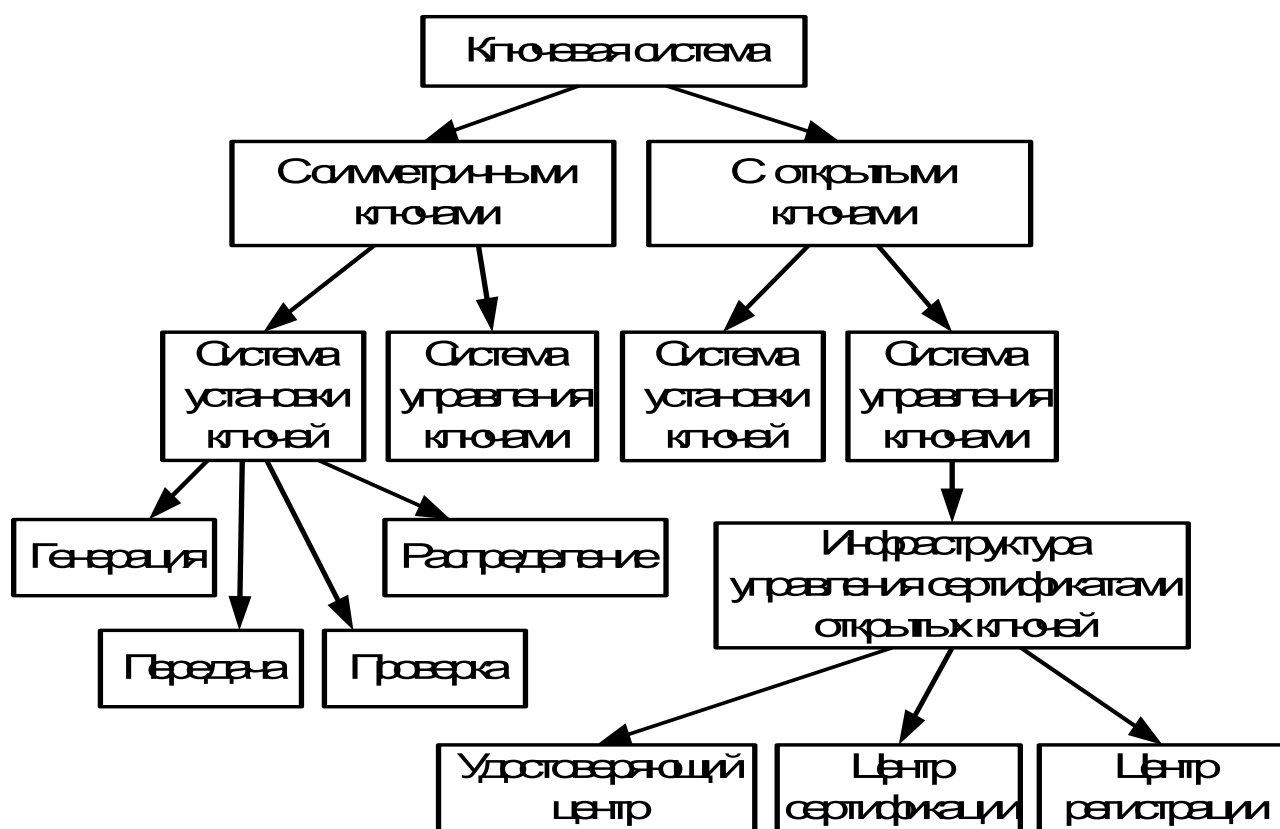 Ключевая система
С симметричными
ключами
С открытыми
ключами
Система
установки
ключей
Система
управления
ключами
Система
установки
ключей
Система
управления
ключами
Генерация
Распределение
Передача
Проверка
Инфраструктура
управления сертификатами
открытых ключей
Удостоверяющий
центр
Центр
сертификации
Центр
регистрации